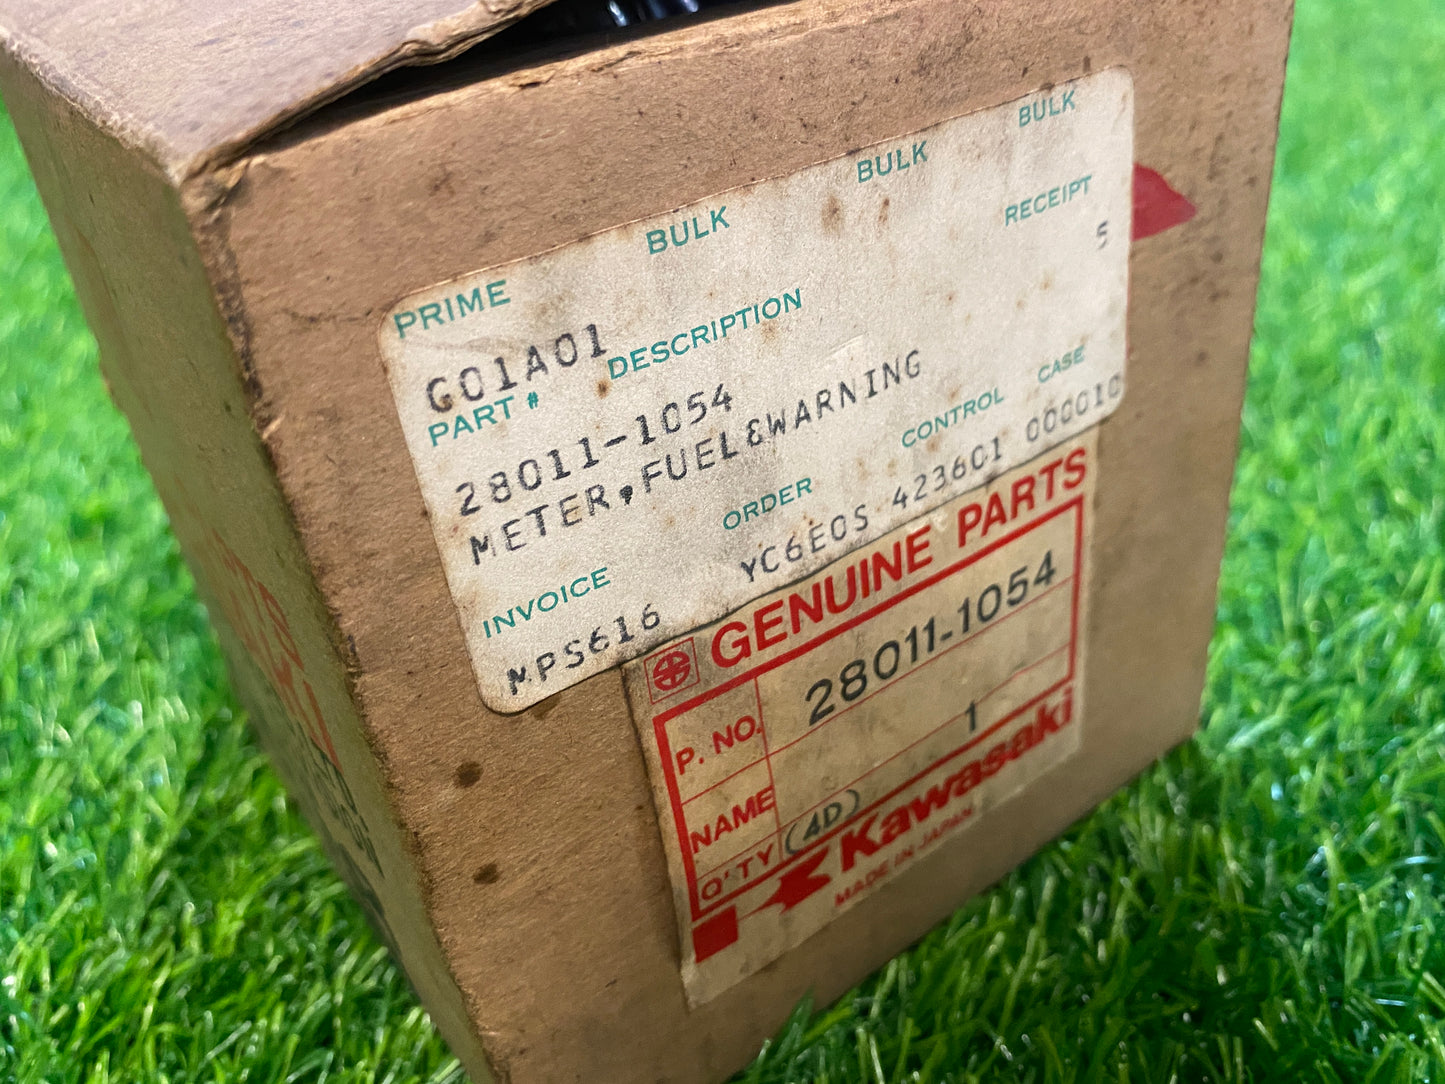 PRIME BULK BULK BULK
G01A01
PART # DESCRIPTION RECEIPT
28011-1054 5
METER,FUEL&WARNING
INVOICE ORDER CONTROL CASE
MPS616 YC6E0S 423601 000010
GENUINE PARTS
P. NO. 28011-1054
NAME
Q'TY (4D) 1
Kawasaki
MADE IN JAPAN